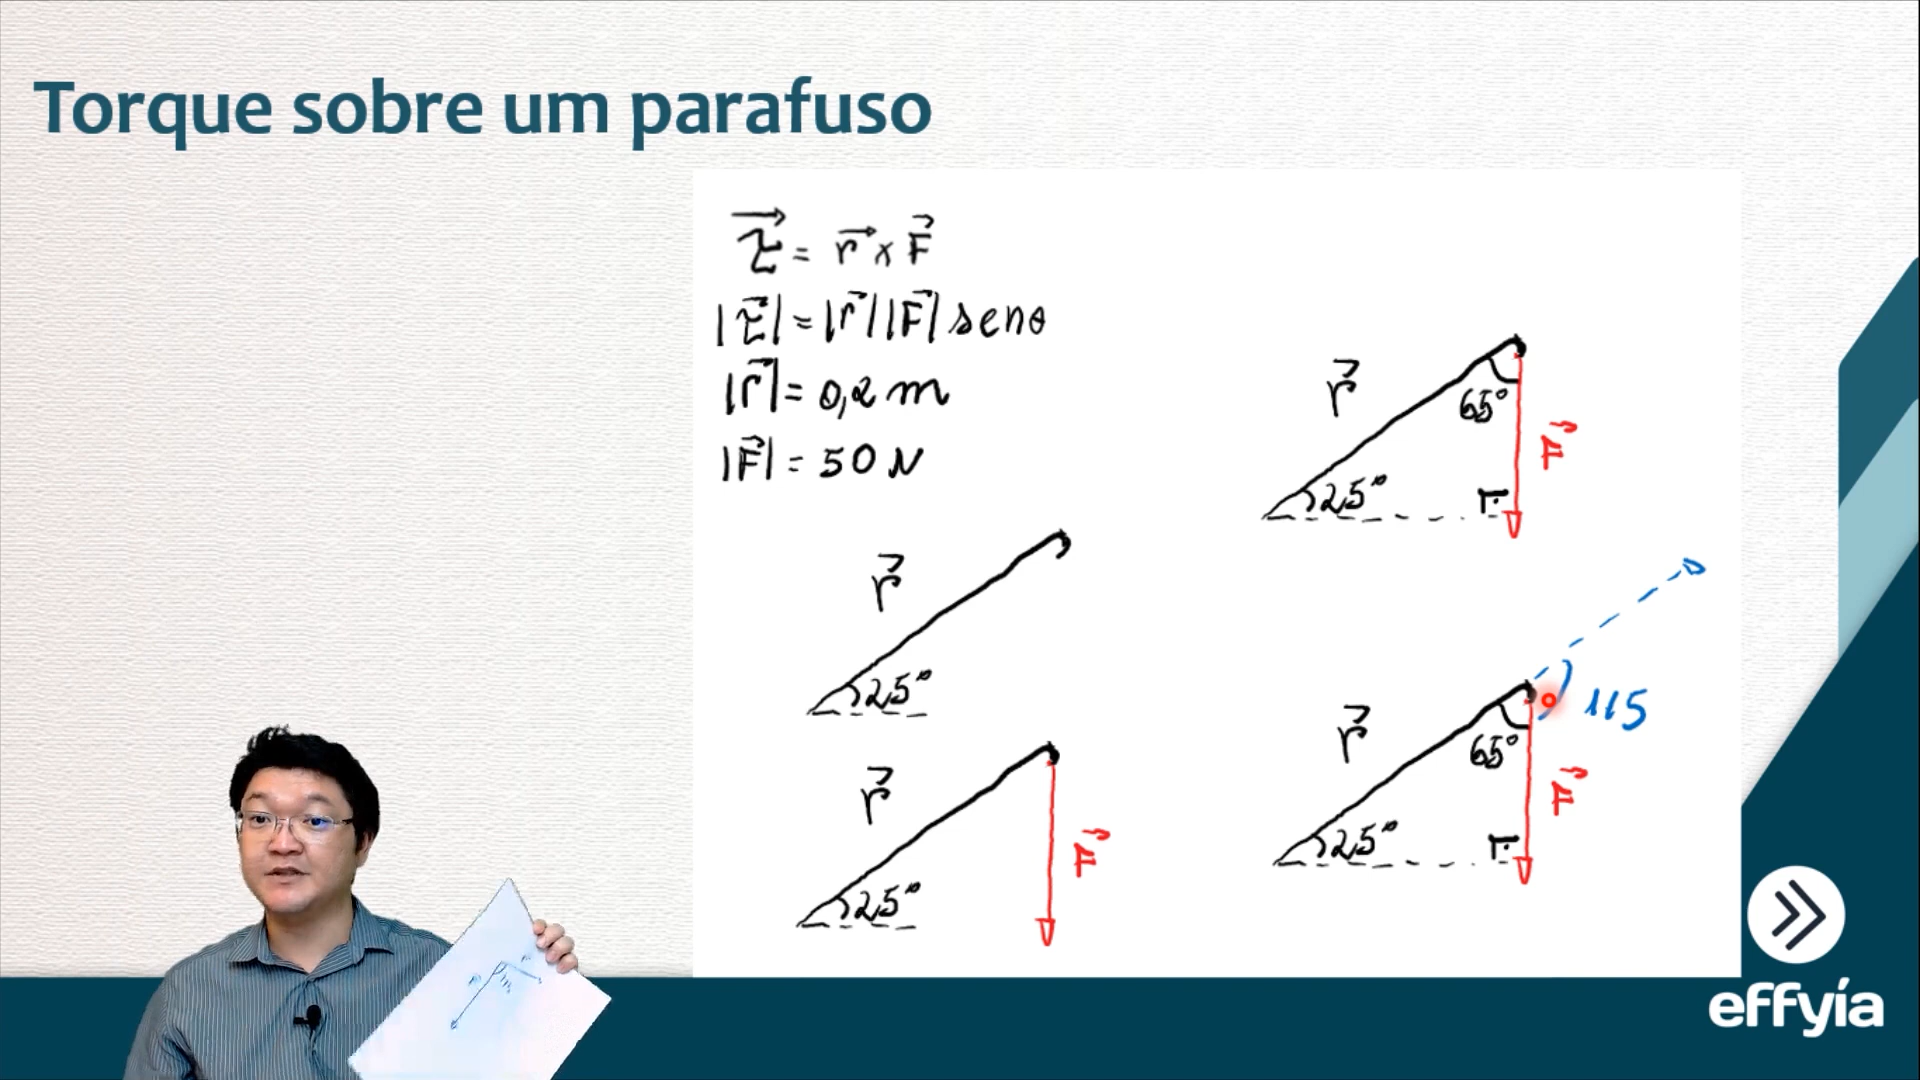 Torque sobre um parafuso
τ⃗ = r⃗ x F⃗
|τ⃗| = |r⃗| |F⃗| senθ
|r⃗| = 0,2 m
|F⃗| = 50 N
r⃗
65°
F⃗
25°
r⃗
25°
r⃗
F⃗
25°
115
r⃗
65°
F⃗
25°
effyía